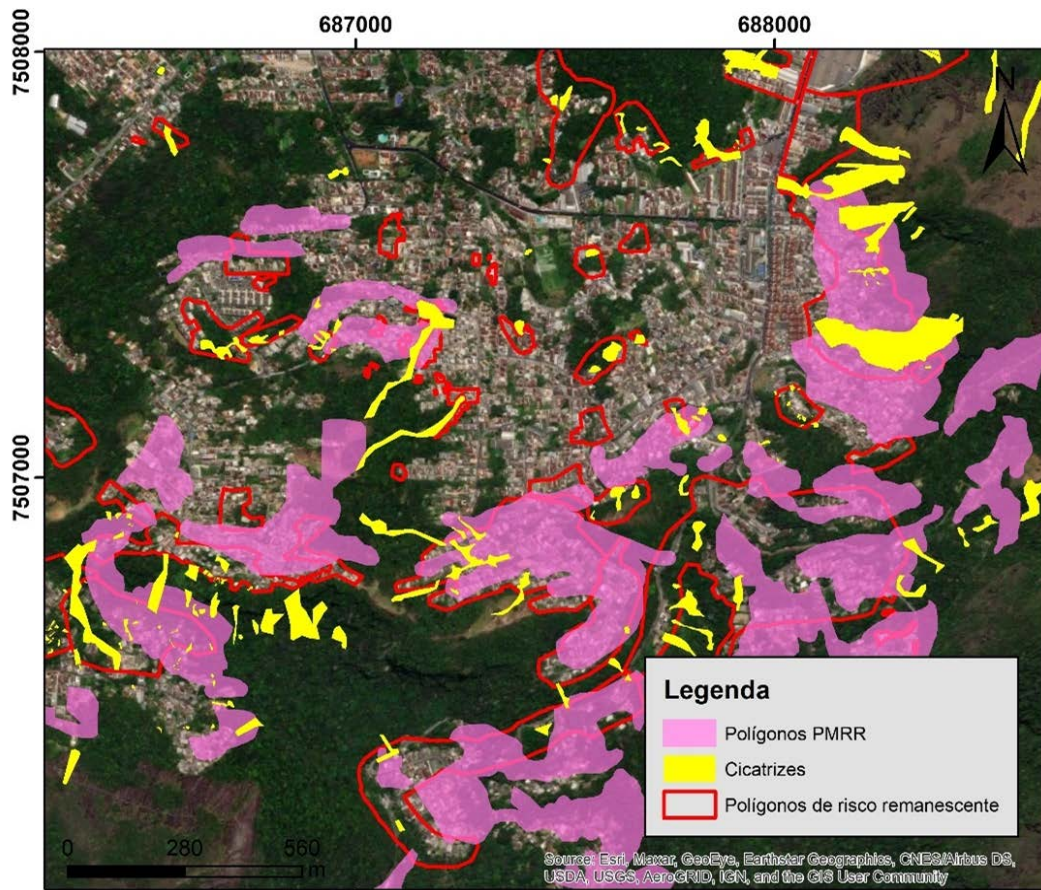 687000 688000
7508000
N
7507000
Legenda
Polígonos PMRR
Cicatrizes
Polígonos de risco remanescente
0 280 560
m
Source: Esri, Maxar, GeoEye, Earthstar Geographics, CNES/Airbus DS,
USDA, USGS, AeroGRID, IGN, and the GIS User Community